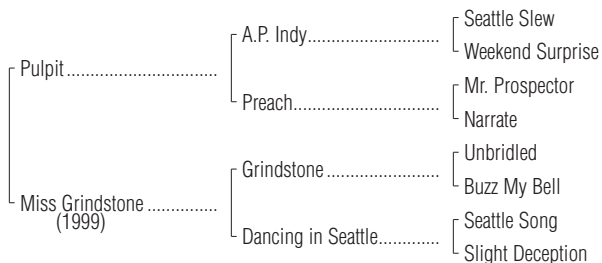 Seattle Slew
A.P. Indy..............................
Weekend Surprise
Pulpit..............................
Mr. Prospector
Preach..............................
Narrate
Unbridled
Grindstone..............................
Buzz My Bell
Miss Grindstone..............
(1999)
Seattle Song
Dancing in Seattle.............
Slight Deception